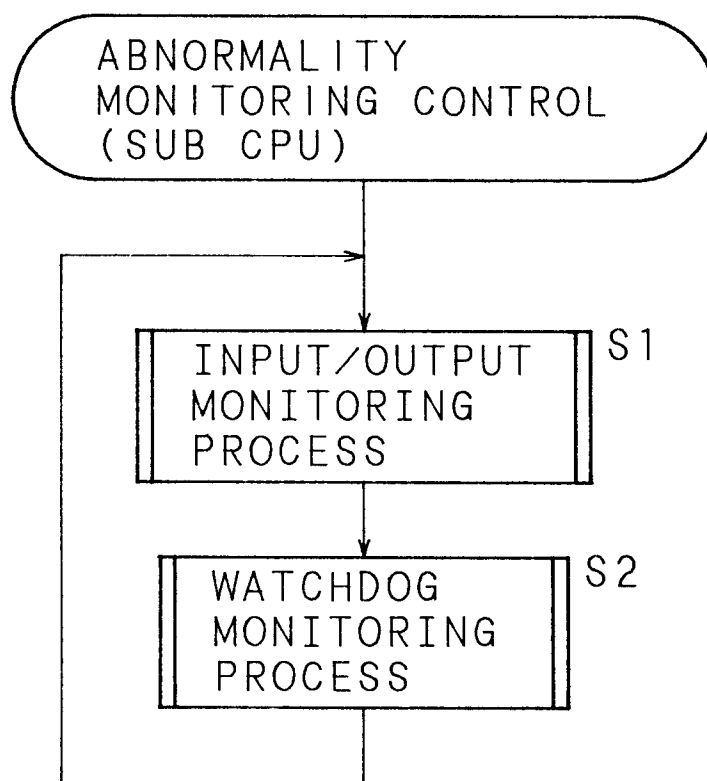 ABNORMALITY
MONITORING CONTROL
(SUB CPU)
S1
INPUT/OUTPUT
MONITORING
PROCESS
S2
WATCHDOG
MONITORING
PROCESS